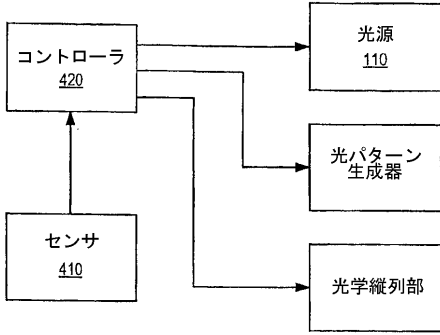 コントローラ
420
光源
110
光パターン
生成器
センサ
410
光学縦列部